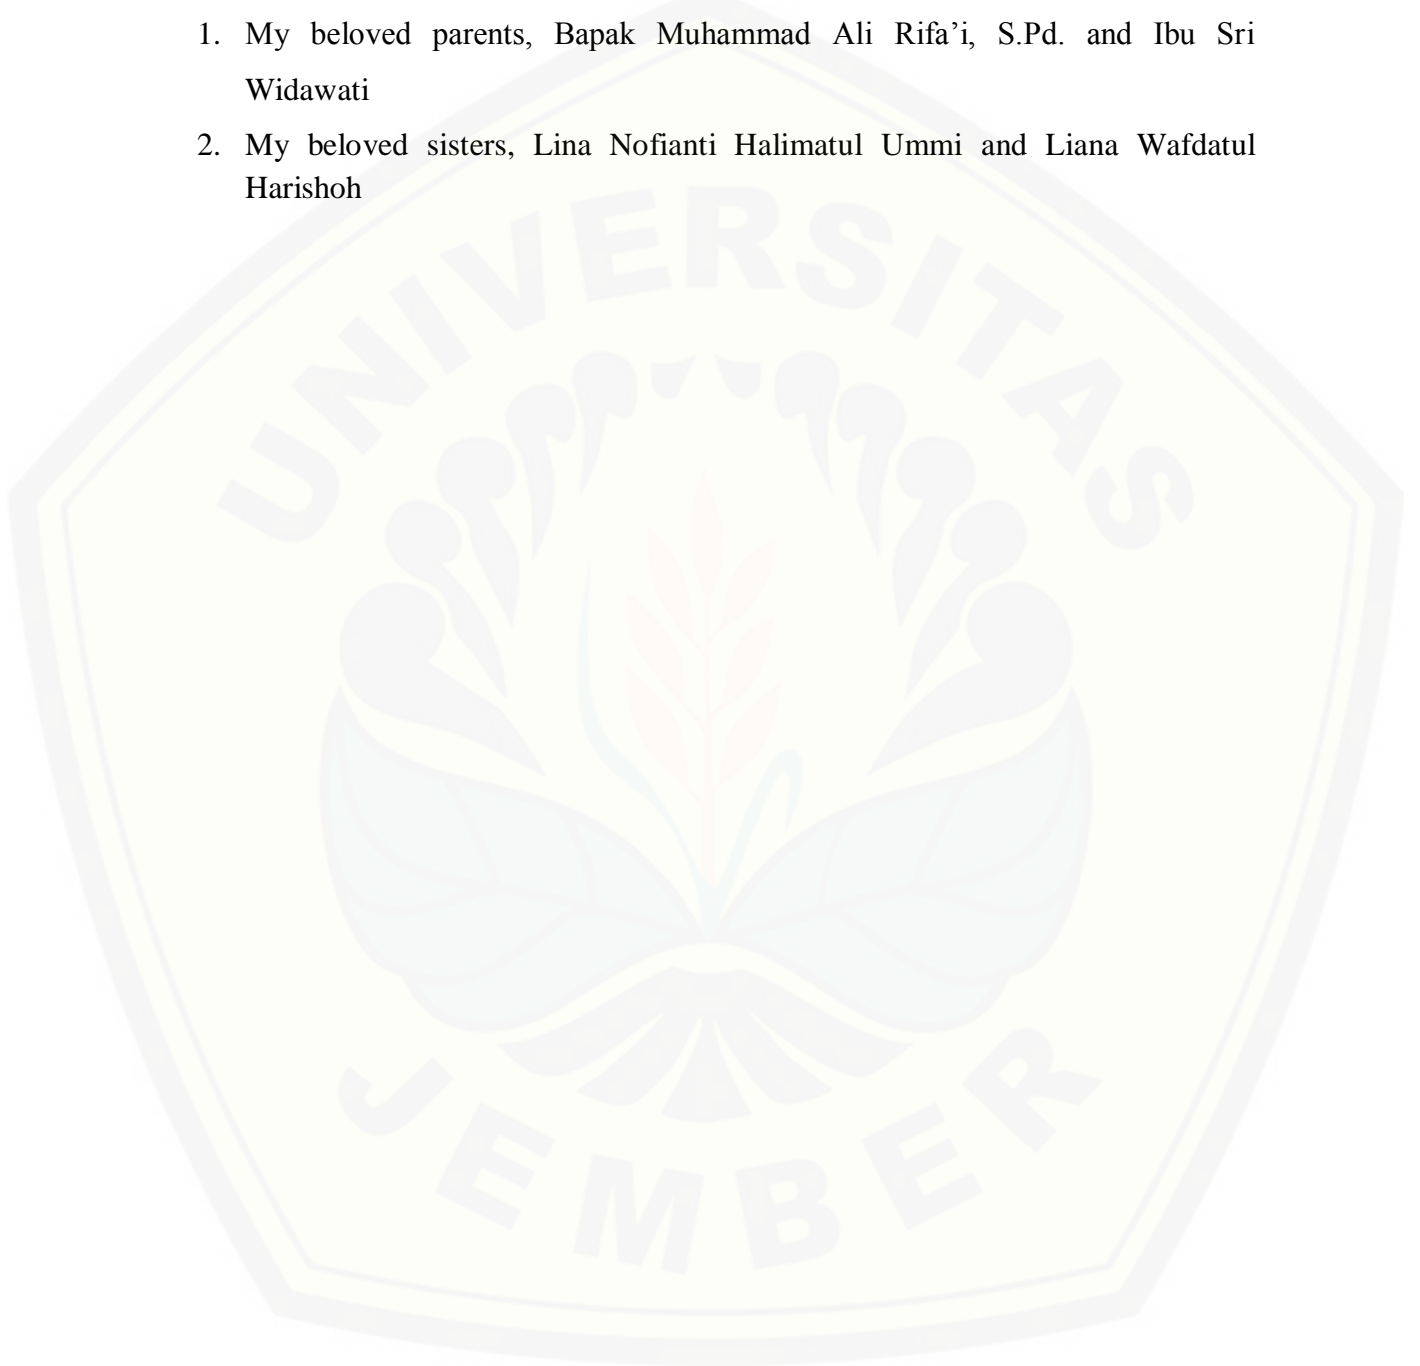 1. My beloved parents, Bapak Muhammad Ali Rifa’i, S.Pd. and Ibu Sri
Widawati
2. My beloved sisters, Lina Nofianti Halimatul Ummi and Liana Wafdatul
Harishoh
UNIVERSITAS
JEMBER